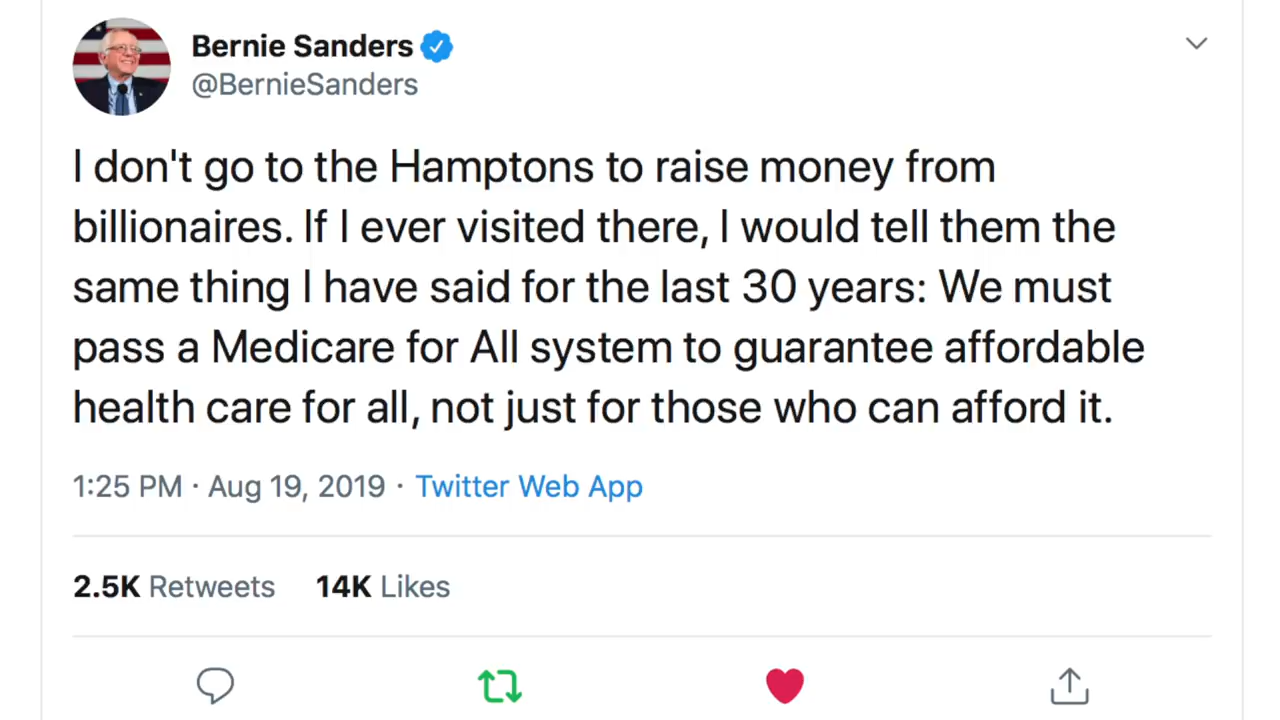 Bernie Sanders
@BernieSanders
I don't go to the Hamptons to raise money from
billionaires. If I ever visited there, I would tell them the
same thing I have said for the last 30 years: We must
pass a Medicare for All system to guarantee affordable
health care for all, not just for those who can afford it.
1:25 PM · Aug 19, 2019 · Twitter Web App
2.5K Retweets 14K Likes